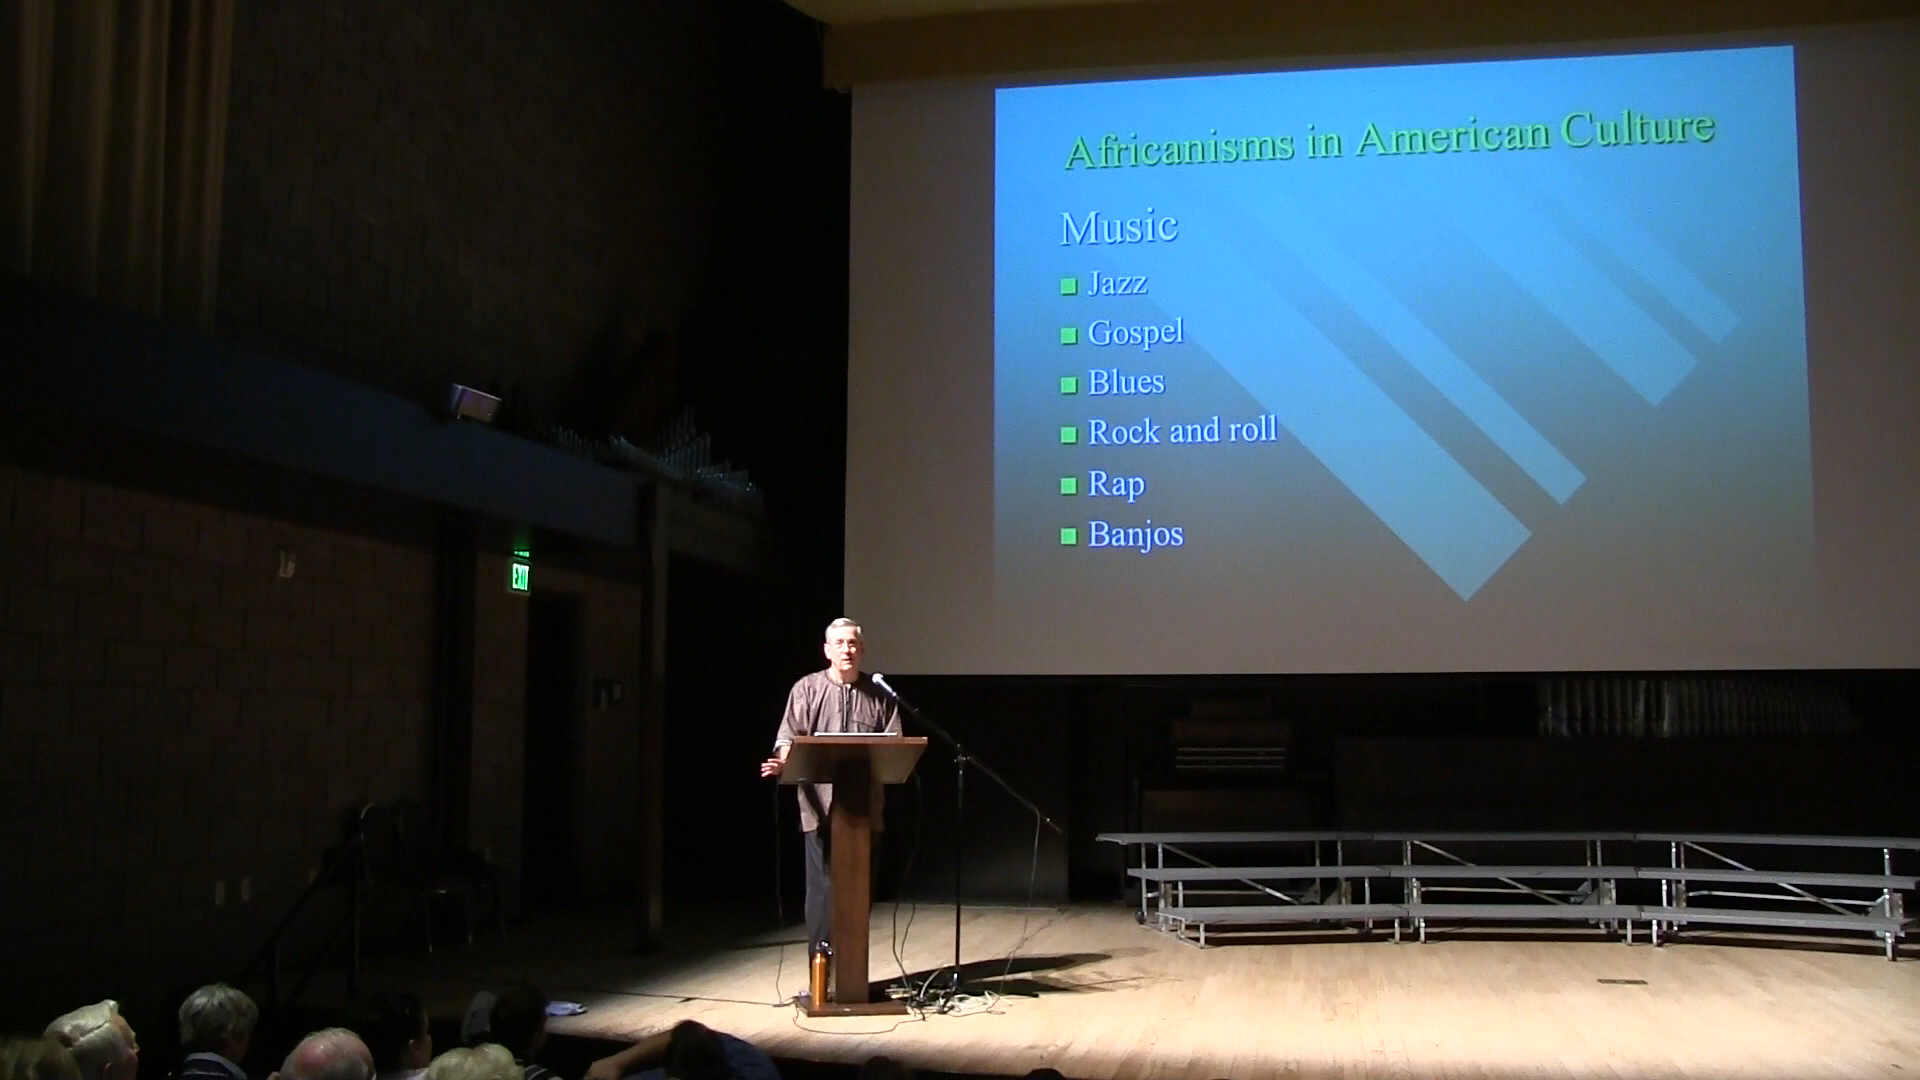 Africanisms in American Culture
Music
Jazz
Gospel
Blues
Rock and roll
Rap
Banjos
EXIT